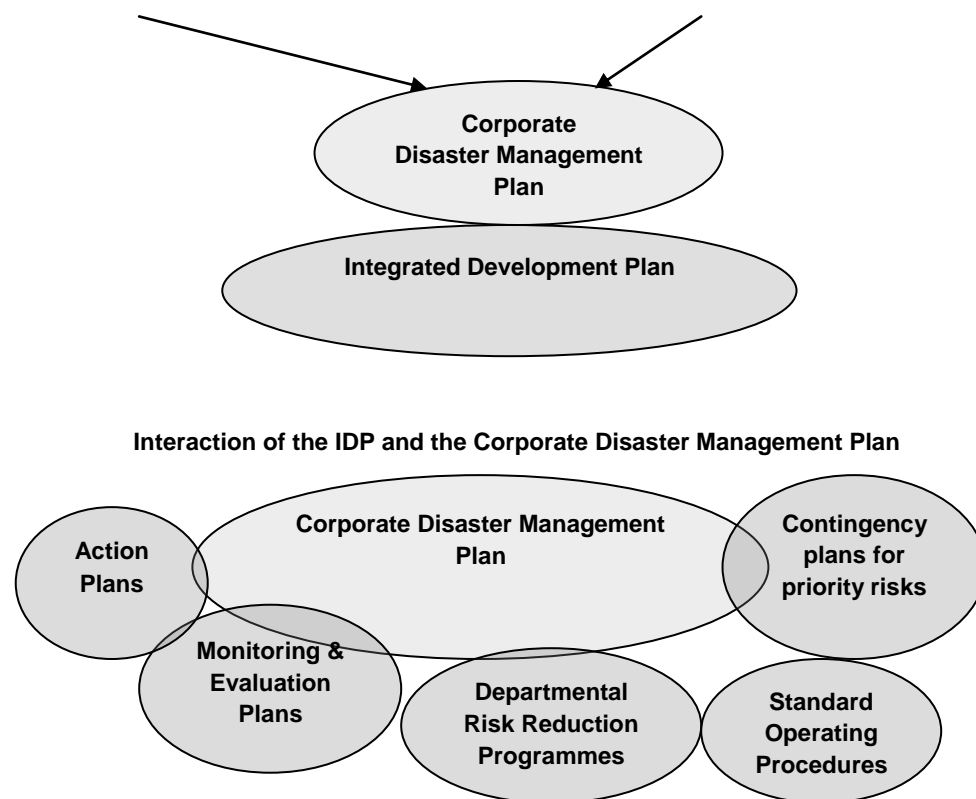 Corporate
Disaster Management
Plan
Integrated Development Plan
Interaction of the IDP and the Corporate Disaster Management Plan
Corporate Disaster Management
Plan
Action
Plans
Contingency
plans for
priority risks
Monitoring &
Evaluation
Plans
Departmental
Risk Reduction
Programmes
Standard
Operating
Procedures